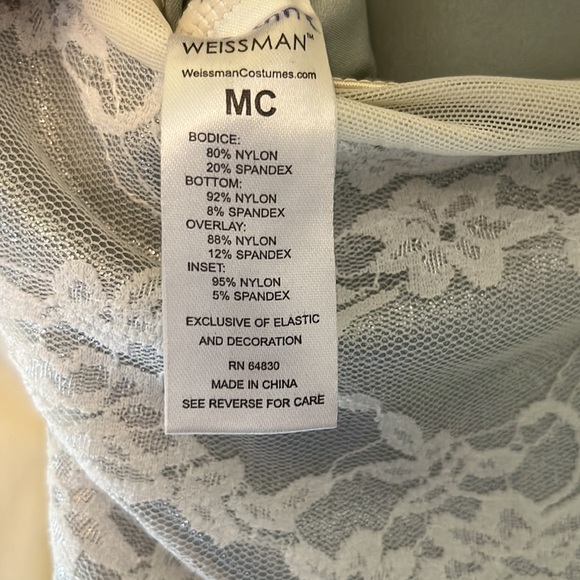 WEISSMAN™
WeissmanCostumes.com
MC
BODICE:
80% NYLON
20% SPANDEX
BOTTOM:
92% NYLON
8% SPANDEX
OVERLAY:
88% NYLON
12% SPANDEX
INSET:
95% NYLON
5% SPANDEX
EXCLUSIVE OF ELASTIC
AND DECORATION
RN 64830
MADE IN CHINA
SEE REVERSE FOR CARE